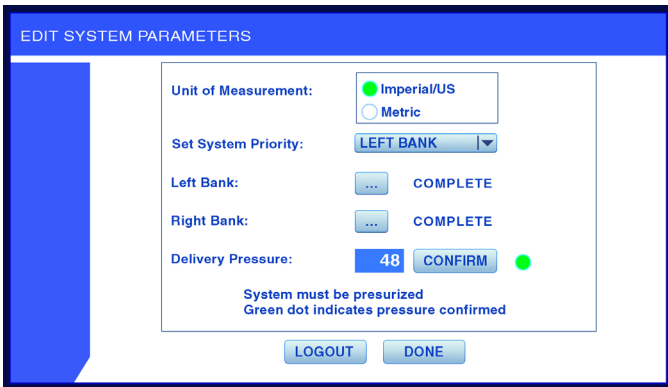 EDIT SYSTEM PARAMETERS
Unit of Measurement:
Imperial/US
Metric
Set System Priority:
LEFT BANK
Left Bank:
...
COMPLETE
Right Bank:
...
COMPLETE
Delivery Pressure:
48
CONFIRM
System must be presurized
Green dot indicates pressure confirmed
LOGOUT
DONE